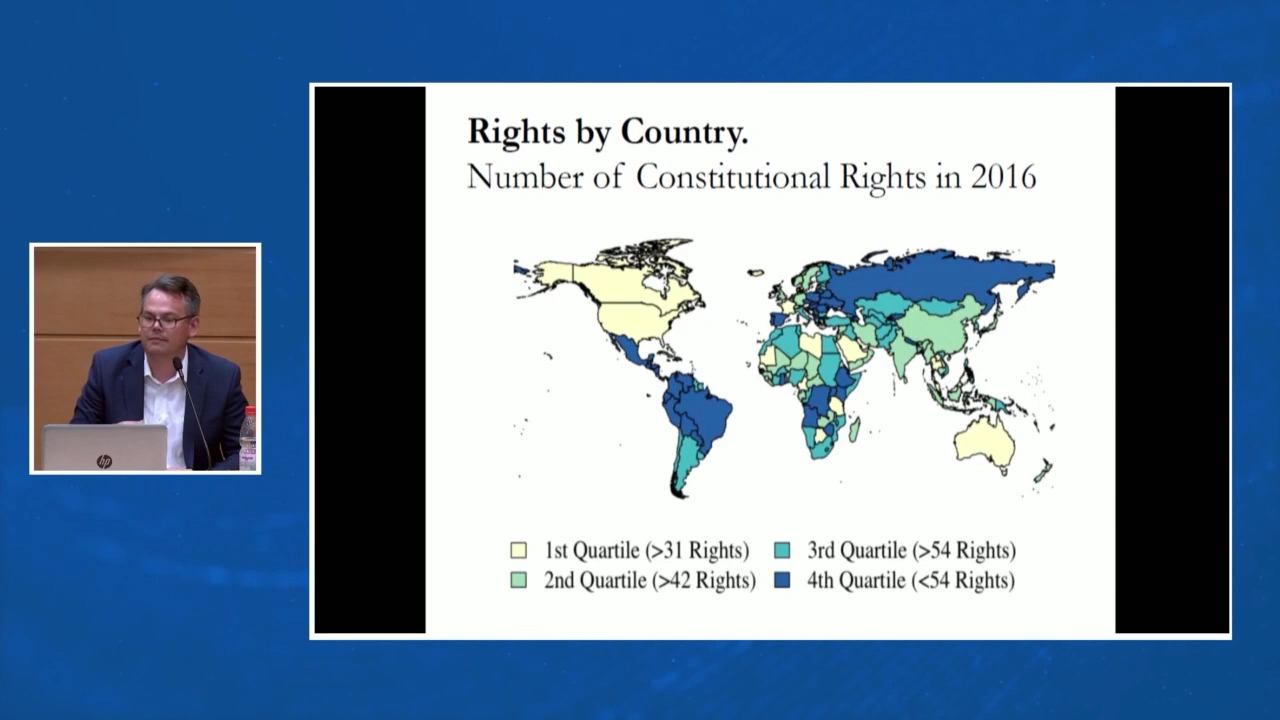 Rights by Country.
Number of Constitutional Rights in 2016
1st Quartile (>31 Rights)
3rd Quartile (>54 Rights)
2nd Quartile (>42 Rights)
4th Quartile (<54 Rights)
hp